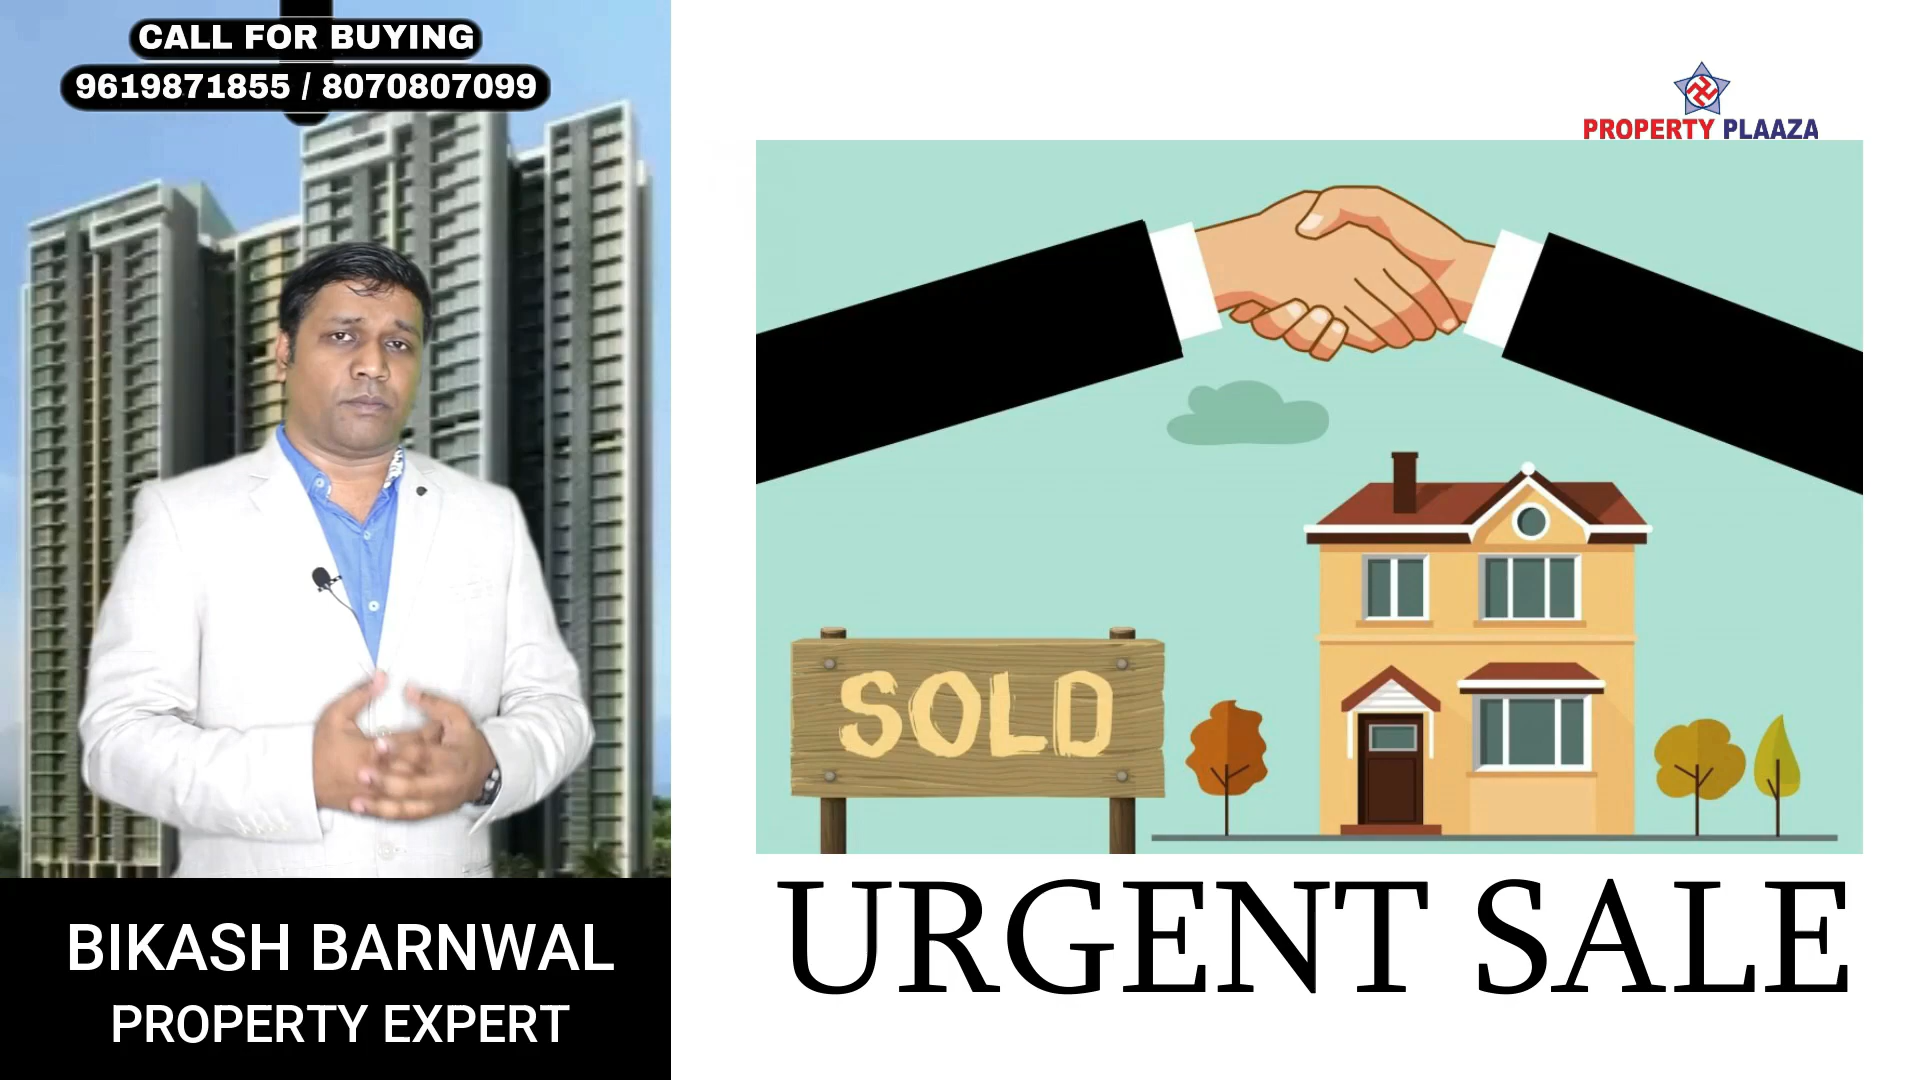 CALL FOR BUYING
9619871855 / 8070807099
PROPERTY PLAAZA
SOLD
BIKASH BARNWAL
PROPERTY EXPERT
URGENT SALE